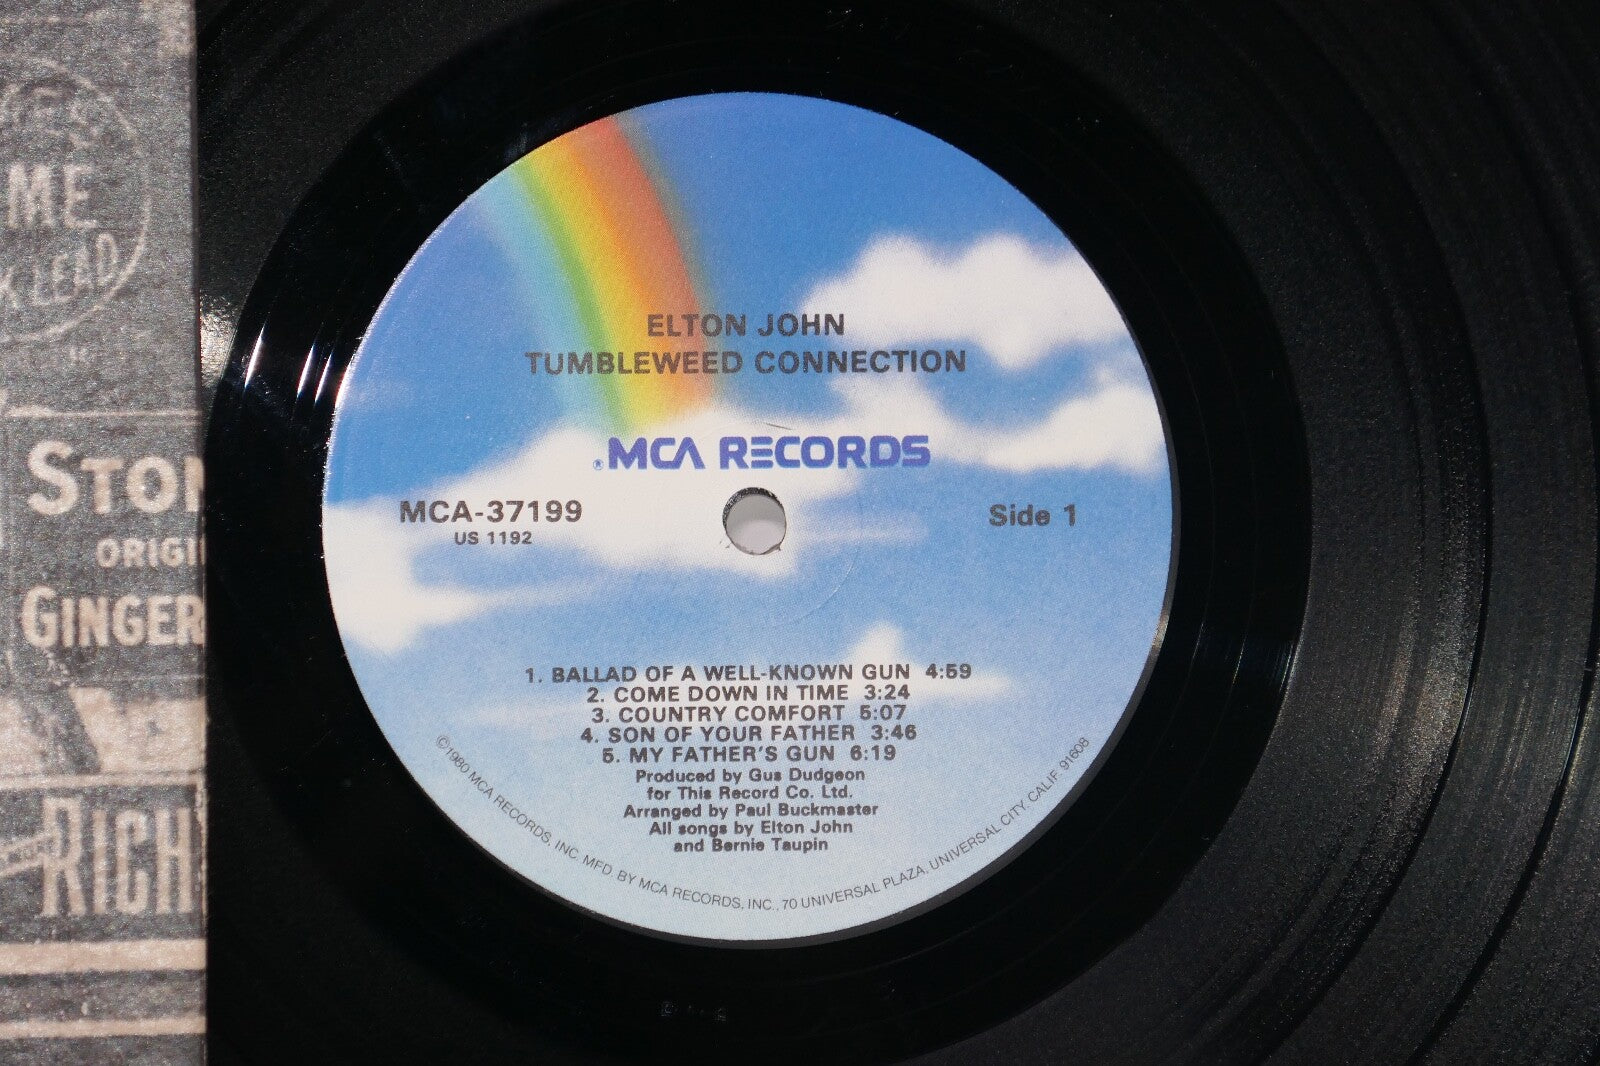 ME
LEAD
STON
ORIGI
GINGER
RICH
ELTON JOHN
TUMBLEWEED CONNECTION
®MCA RECORDS
MCA-37199
US 1192
Side 1
1. BALLAD OF A WELL-KNOWN GUN 4:59
2. COME DOWN IN TIME 3:24
3. COUNTRY COMFORT 5:07
4. SON OF YOUR FATHER 3:46
5. MY FATHER'S GUN 6:19
Produced by Gus Dudgeon
for This Record Co. Ltd.
Arranged by Paul Buckmaster
All songs by Elton John
and Bernie Taupin
©1980 MCA RECORDS, INC. MFD. BY MCA RECORDS, INC., 70 UNIVERSAL PLAZA, UNIVERSAL CITY, CALIF. 91608